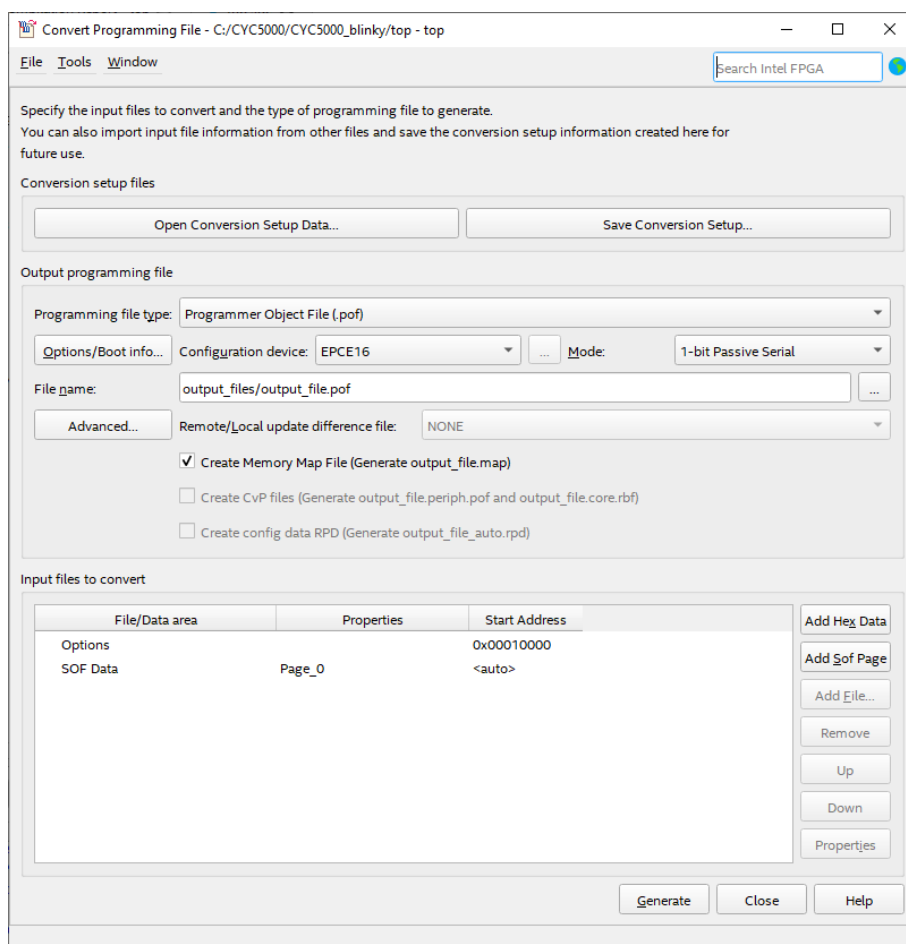 Convert Programming File - C:/CYC5000/CYC5000_blinky/top - top
File Tools Window
Search Intel FPGA
Specify the input files to convert and the type of programming file to generate.
You can also import input file information from other files and save the conversion setup information created here for
future use.
Conversion setup files
Open Conversion Setup Data... Save Conversion Setup...
Output programming file
Programming file type: Programmer Object File (.pof)
Options/Boot info... Configuration device: EPCE16 ... Mode: 1-bit Passive Serial
File name: output_files/output_file.pof ...
Advanced... Remote/Local update difference file: NONE
Create Memory Map File (Generate output_file.map)
Create CvP files (Generate output_file.periph.pof and output_file.core.rbf)
Create config data RPD (Generate output_file_auto.rpd)
Input files to convert
File/Data area Properties Start Address
Options 0x00010000
SOF Data Page_0 <auto>
Add Hex Data
Add Sof Page
Add File...
Remove
Up
Down
Properties
Generate Close Help